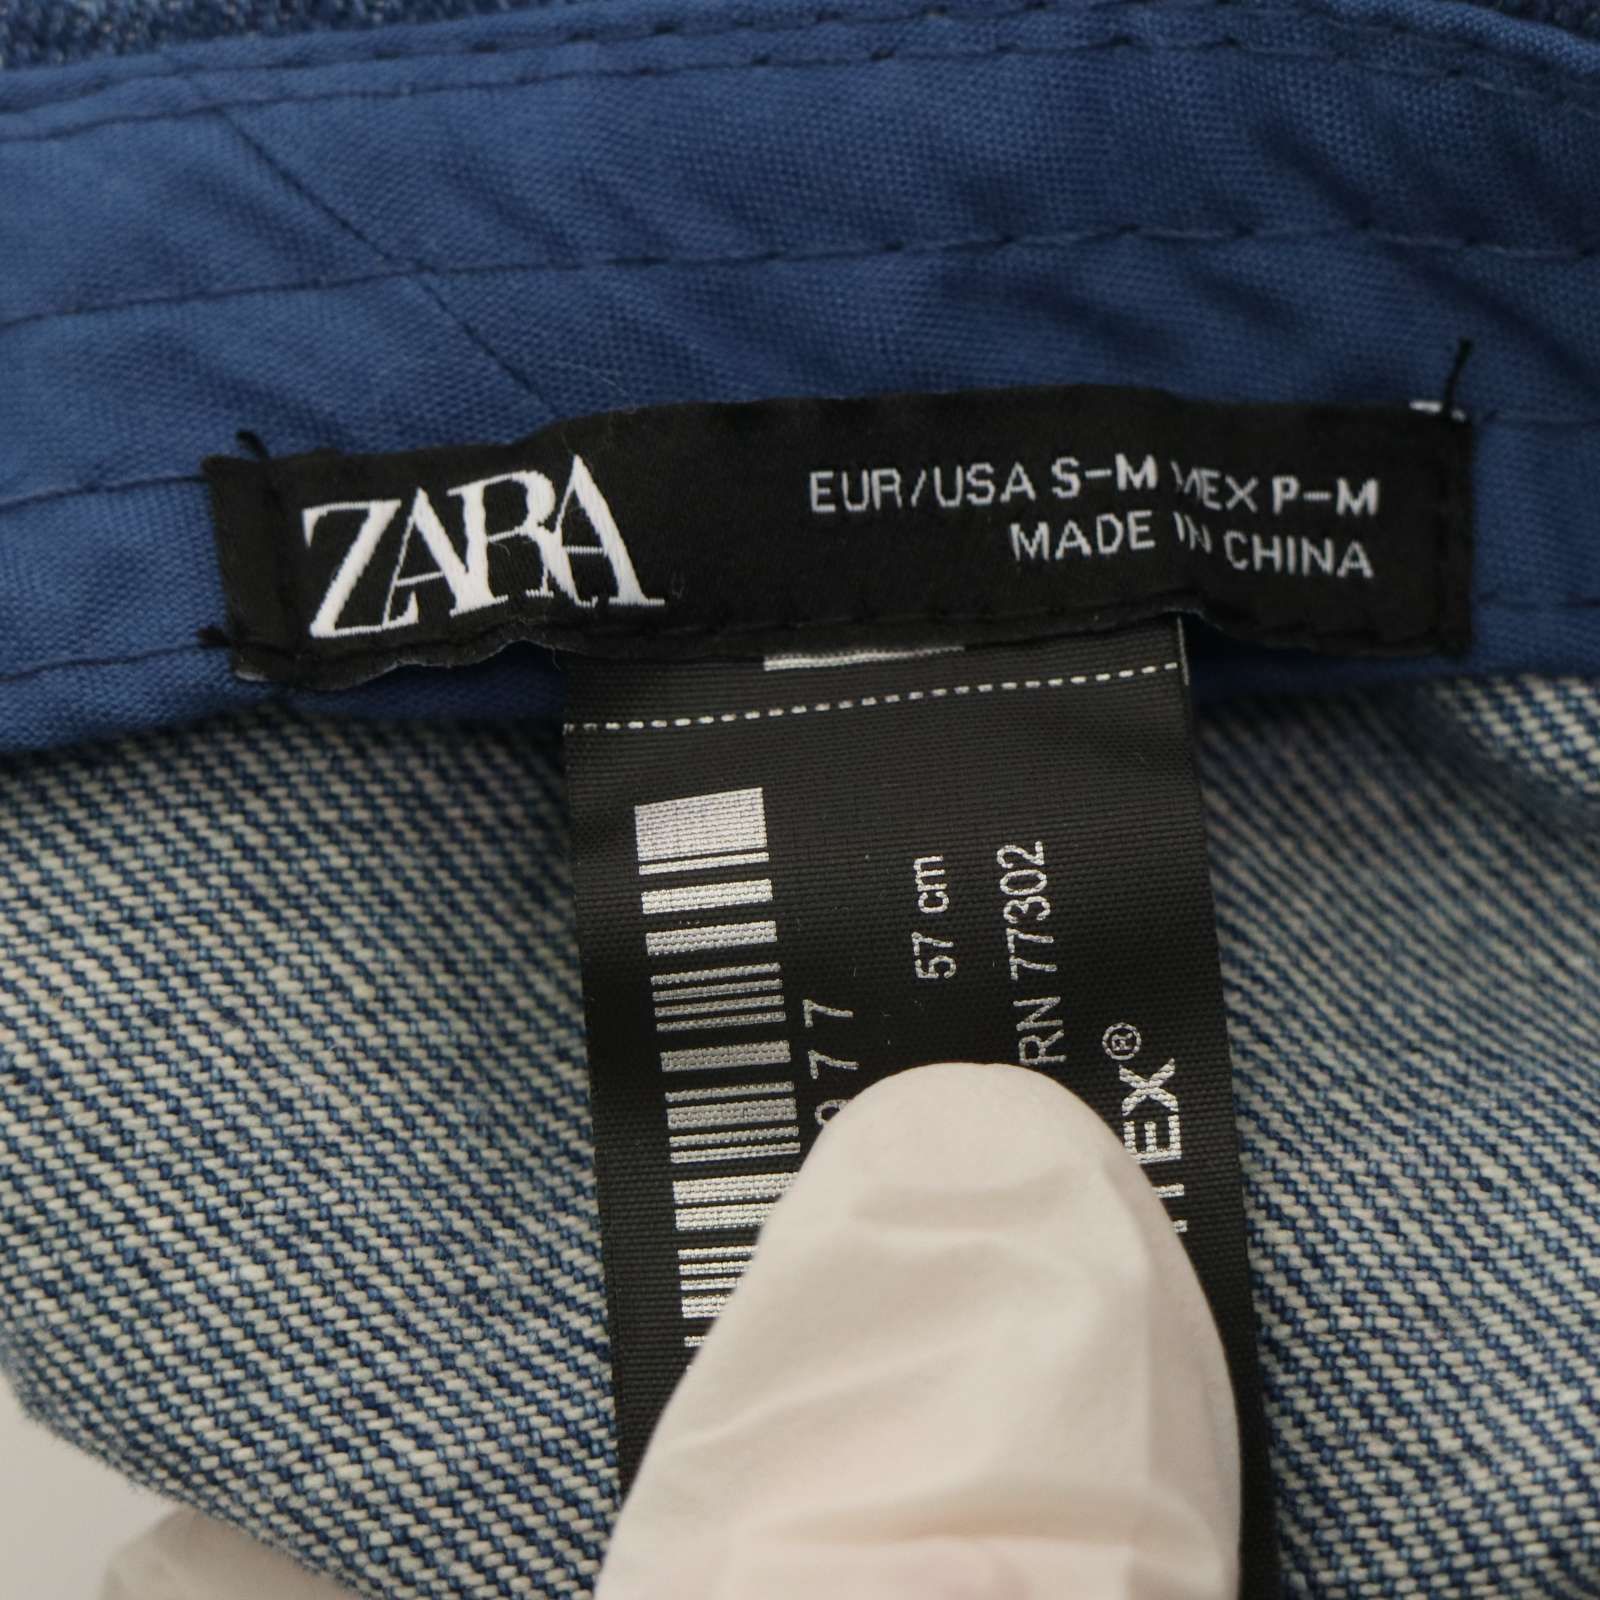 ZARA
EUR/USA S-M MEX P-M
MADE IN CHINA
77
57 cm
RN 77302